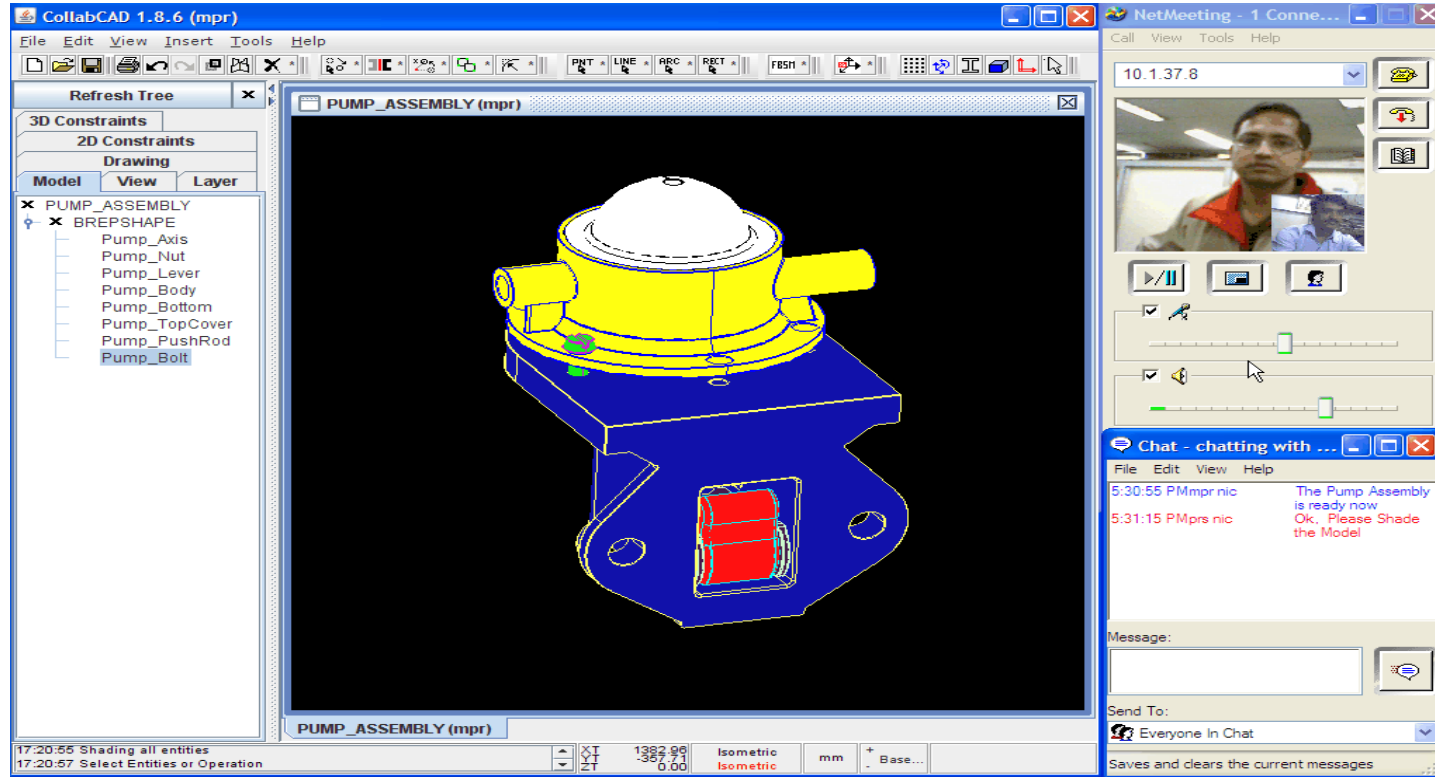 CollabCAD 1.8.6 (mpr)
File Edit View Insert Tools Help
PNT LINE ARC RECT FBSM
Refresh Tree
3D Constraints
2D Constraints
Drawing
Model View Layer
PUMP_ASSEMBLY
BREPSHAPE
Pump_Axis
Pump_Nut
Pump_Lever
Pump_Body
Pump_Bottom
Pump_TopCover
Pump_PushRod
Pump_Bolt
PUMP_ASSEMBLY (mpr)
PUMP_ASSEMBLY (mpr)
17:20:55 Shading all entities
17:20:57 Select Entities or Operation
XT 1382.96
YT -357.71
ZT 0.00
Isometric
Isometric
mm
+
- Base...
NetMeeting - 1 Conne...
Call View Tools Help
10.1.37.8
Chat - chatting with ...
File Edit View Help
5:30:55 PMmpr nic The Pump Assembly
is ready now
5:31:15 PMprs nic Ok, Please Shade
the Model
Message:
Send To:
Everyone In Chat
Saves and clears the current messages